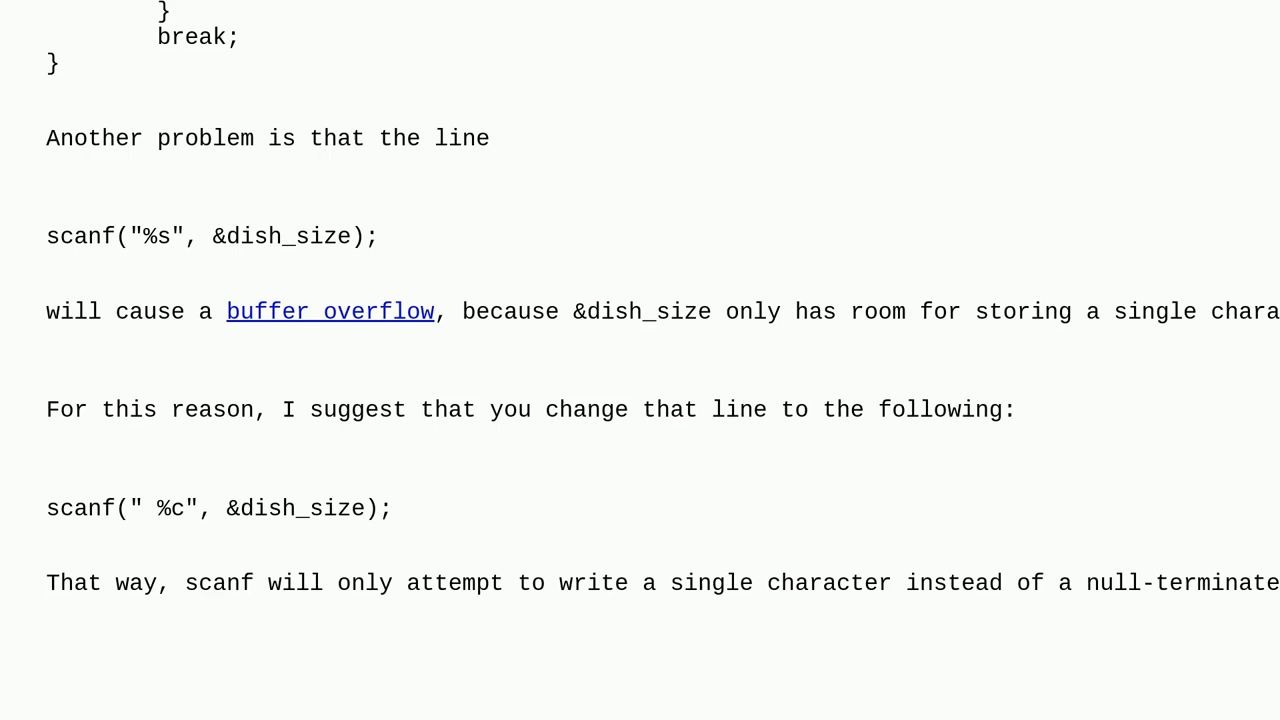 }
break;
}
Another problem is that the line
scanf("%s", &dish_size);
will cause a buffer overflow, because &dish_size only has room for storing a single chara
For this reason, I suggest that you change that line to the following:
scanf(" %c", &dish_size);
That way, scanf will only attempt to write a single character instead of a null-terminate